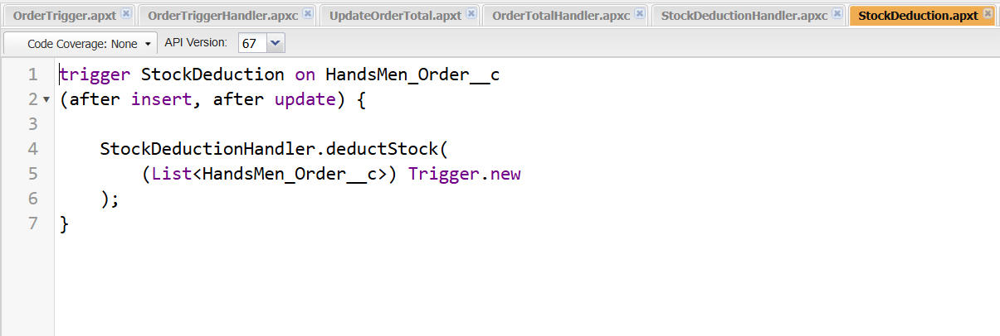 OrderTrigger.apxt OrderTriggerHandler.apxc UpdateOrderTotal.apxt OrderTotalHandler.apxc StockDeductionHandler.apxc StockDeduction.apxt
Code Coverage: None API Version: 67
1 trigger StockDeduction on HandsMen_Order__c
2 (after insert, after update) {
3
4 StockDeductionHandler.deductStock(
5 (List<HandsMen_Order__c>) Trigger.new
6 );
7 }